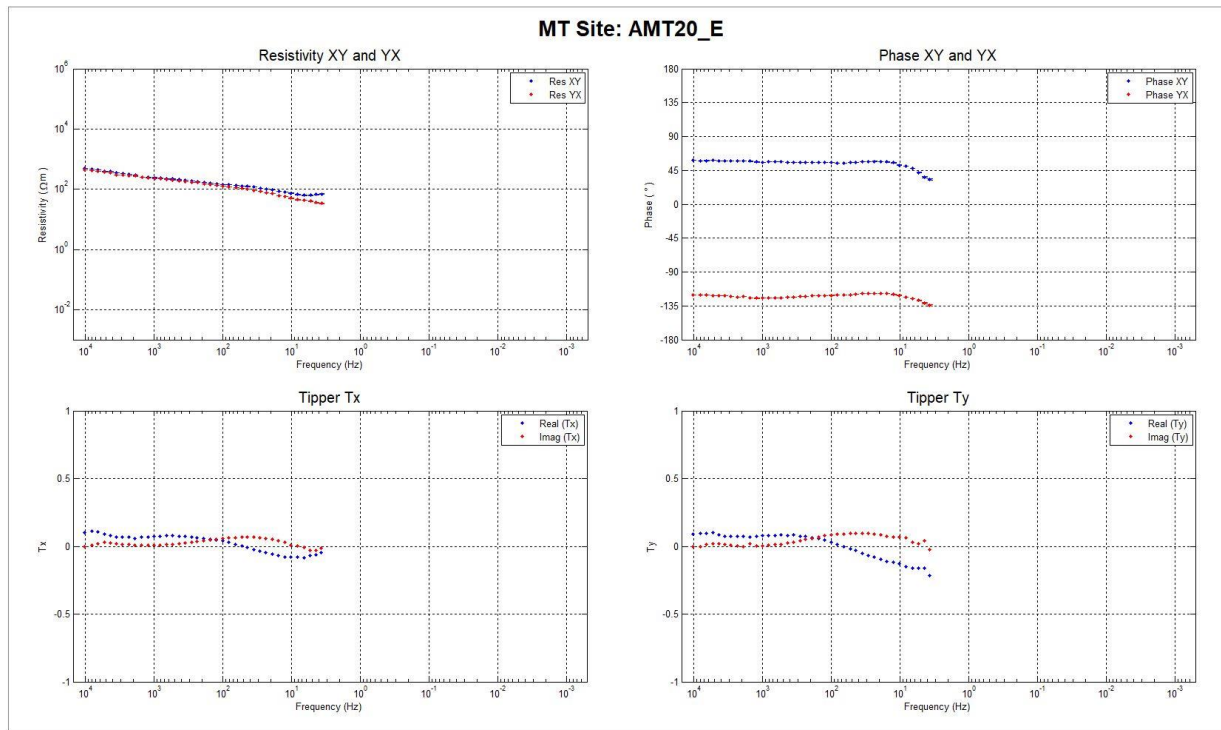 MT Site: AMT20_E
Resistivity XY and YX
Res XY
Res YX
Resistivity (Ωm)
10^6
10^4
10^2
10^0
10^-2
10^4 10^3 10^2 10^1 10^0 10^-1 10^-2 10^-3
Frequency (Hz)
Phase XY and YX
Phase XY
Phase YX
Phase (°)
180
135
90
45
0
-45
-90
-135
-180
10^4 10^3 10^2 10^1 10^0 10^-1 10^-2 10^-3
Frequency (Hz)
Tipper Tx
Real (Tx)
Imag (Tx)
Tx
1
0.5
0
-0.5
-1
10^4 10^3 10^2 10^1 10^0 10^-1 10^-2 10^-3
Frequency (Hz)
Tipper Ty
Real (Ty)
Imag (Ty)
Ty
1
0.5
0
-0.5
-1
10^4 10^3 10^2 10^1 10^0 10^-1 10^-2 10^-3
Frequency (Hz)